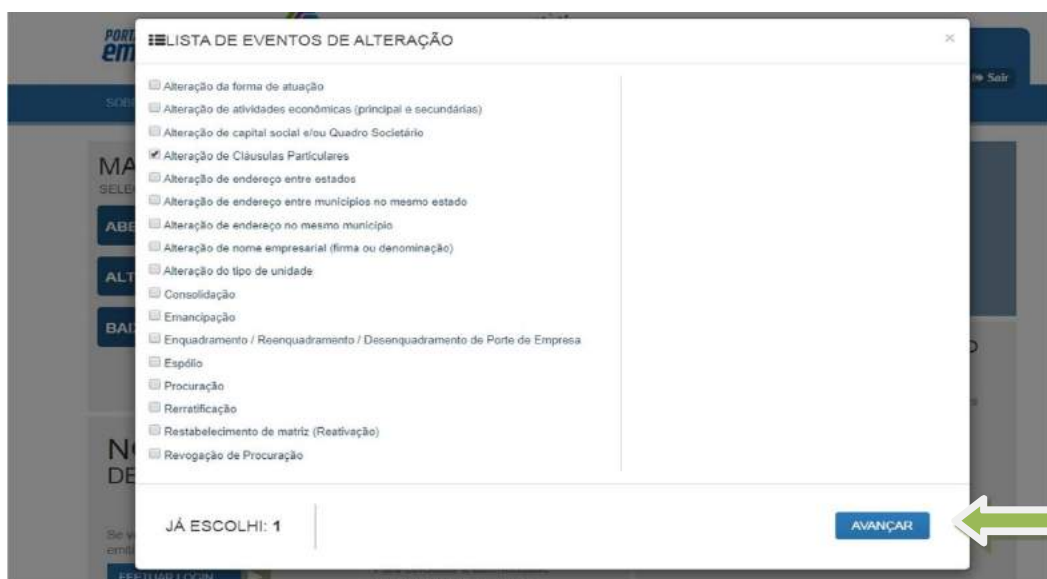 LISTA DE EVENTOS DE ALTERAÇÃO
×
Sair
Alteração da forma de atuação
Alteração de atividades econômicas (principal e secundárias)
Alteração de capital social e/ou Quadro Societário
Alteração de Cláusulas Particulares
Alteração de endereço entre estados
Alteração de endereço entre municípios no mesmo estado
Alteração de endereço no mesmo município
Alteração de nome empresarial (firma ou denominação)
Alteração do tipo de unidade
Consolidação
Emancipação
Enquadramento / Reenquadramento / Desenquadramento de Porte de Empresa
Espólio
Procuração
Rerratificação
Restabelecimento de matriz (Reativação)
Revogação de Procuração
JÁ ESCOLHI: 1
AVANÇAR
EFETUAR LOGIN